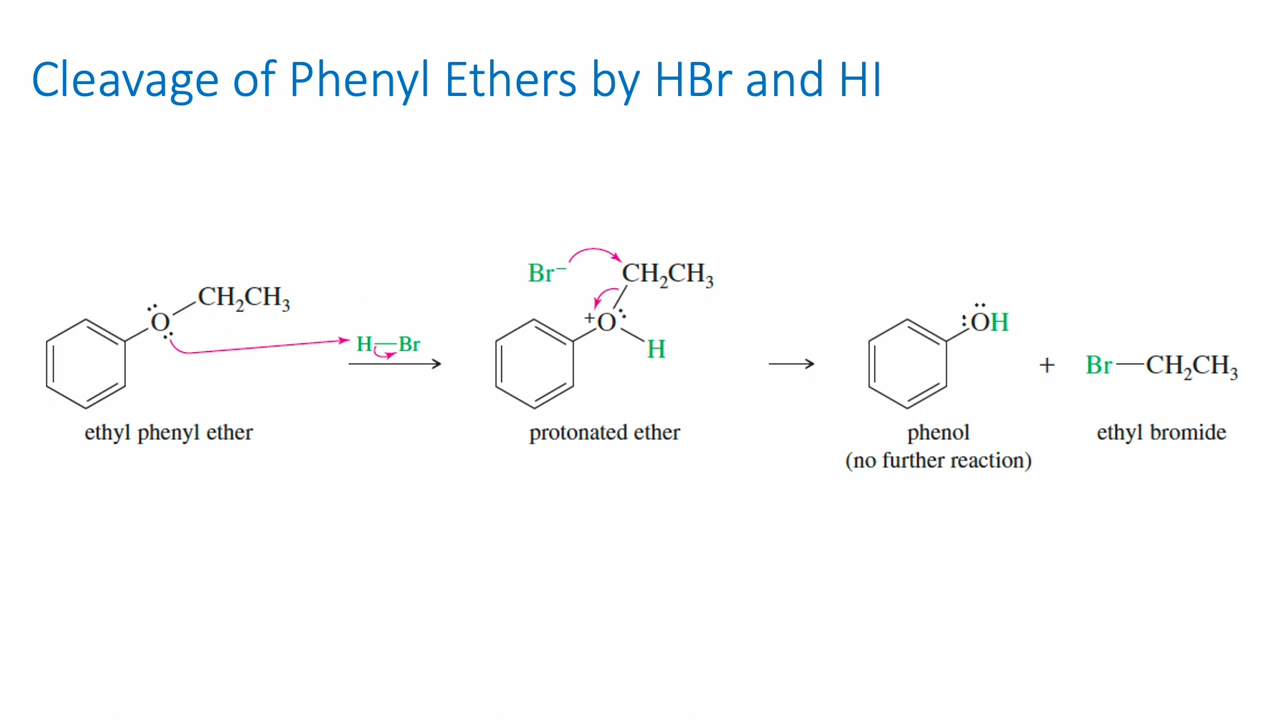 Cleavage of Phenyl Ethers by HBr and HI
Ö: CH₂CH₃
H—Br
ethyl phenyl ether
Br⁻ CH₂CH₃
+O: H
protonated ether
:ÖH
phenol
(no further reaction)
+
Br—CH₂CH₃
ethyl bromide